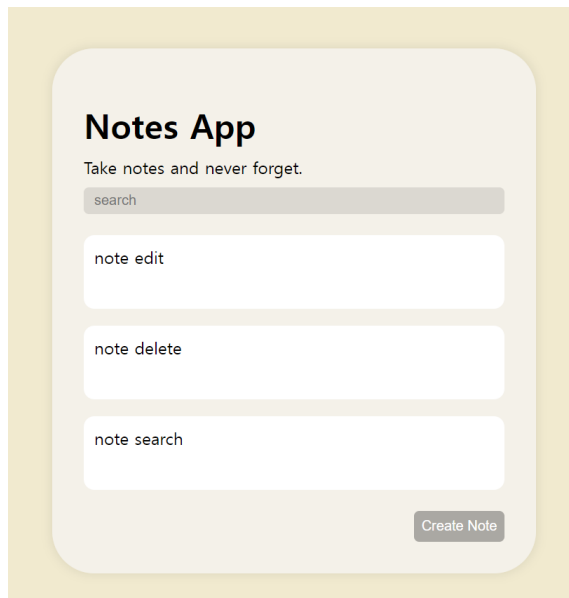 Notes App
Take notes and never forget.
search
note edit
note delete
note search
Create Note